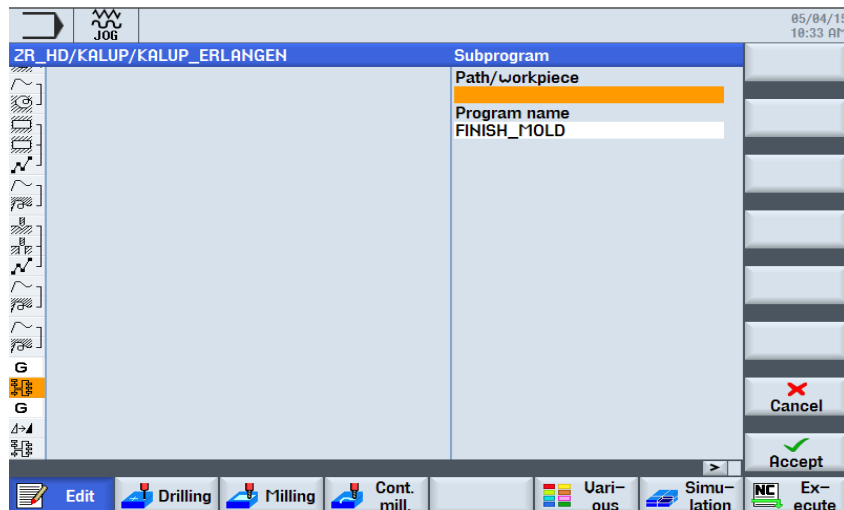 JOG
05/04/15
10:33 AM
ZR_HD/KALUP/KALUP_ERLANGEN
Subprogram
Path/workpiece
Program name
FINISH_MOLD
G
G
Cancel
>
Accept
Edit
Drilling
Milling
Cont.
mill.
Vari-
ous
Simu-
lation
NC
Ex-
ecute